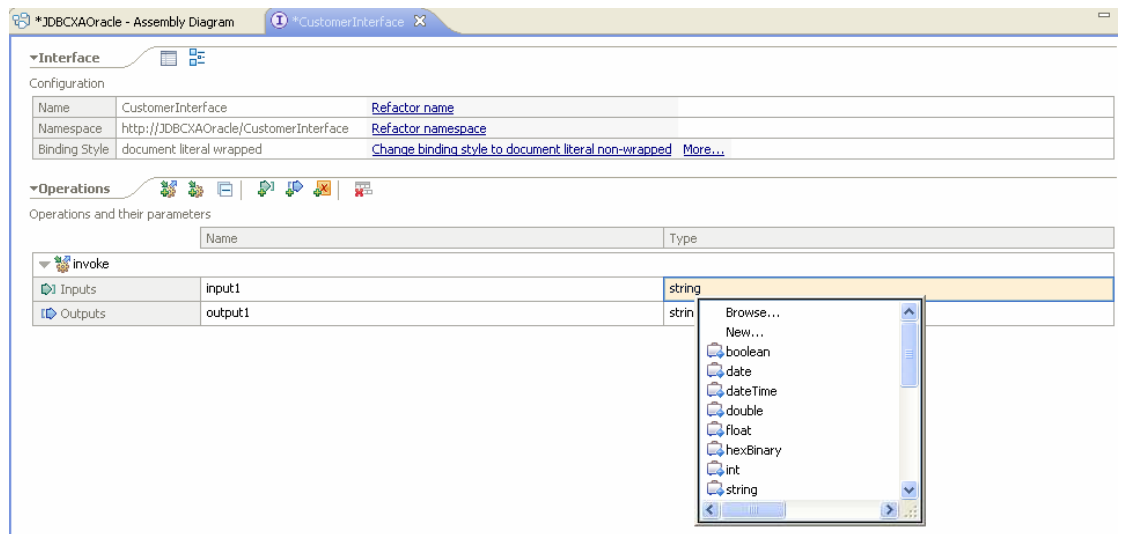 *JDBCXAOracle - Assembly Diagram *CustomerInterface
Interface
Configuration
Name CustomerInterface Refactor name
Namespace http://JDBCXAOracle/CustomerInterface Refactor namespace
Binding Style document literal wrapped Change binding style to document literal non-wrapped More...
Operations
Operations and their parameters
Name Type
invoke
Inputs input1 string
Outputs output1 strin
Browse...
New...
boolean
date
dateTime
double
float
hexBinary
int
string